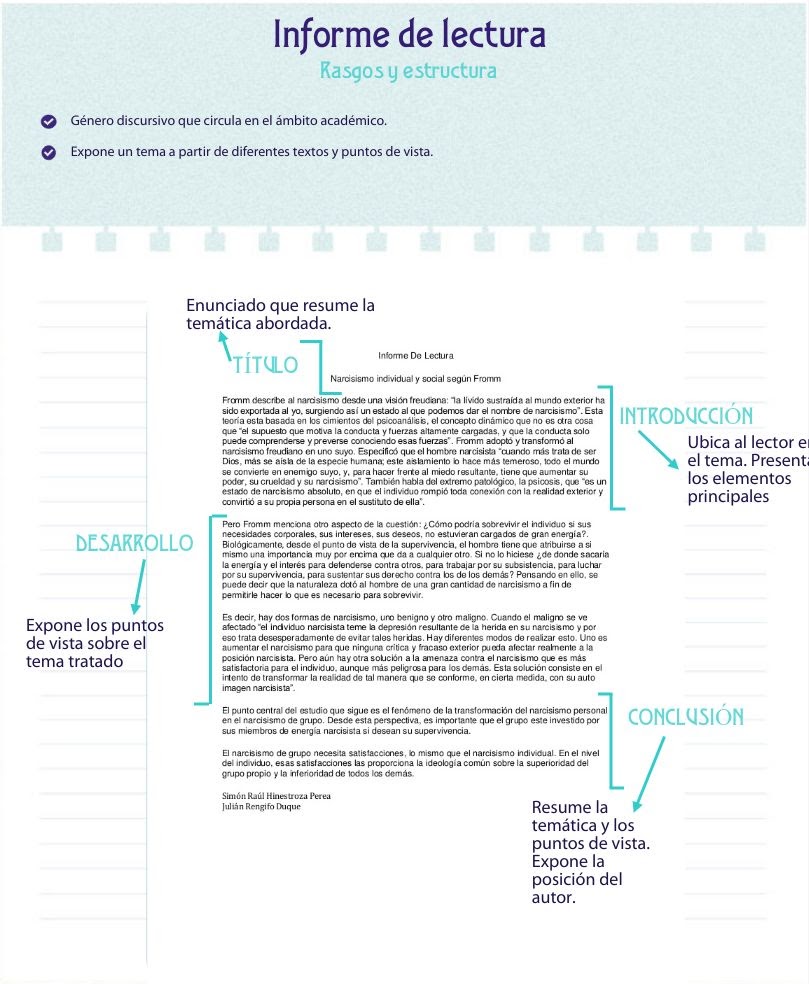 Informe de lectura
Rasgos y estructura
Género discursivo que circula en el ámbito académico.
Expone un tema a partir de diferentes textos y puntos de vista.
Enunciado que resume la
temática abordada.
TÍTULO
Informe De Lectura
Narcisismo individual y social según Fromm
Fromm describe al narcisismo desde una visión freudiana: “la lívido sustraída al mundo exterior ha
sido exportada al yo, surgiendo así un estado al que podemos dar el nombre de narcisismo”. Esta
teoría esta basada en los cimientos del psicoanálisis, el concepto dinámico que no es otra cosa
que “el supuesto que motiva la conducta y fuerzas altamente cargadas, y que la conducta solo
puede comprenderse y preverse conociendo esas fuerzas”. Fromm adoptó y transformó al
narcisismo freudiano en uno suyo. Especificó que el hombre narcisista “cuando más trata de ser
Dios, más se aísla de la especie humana; este aislamiento lo hace más temeroso, todo el mundo
se convierte en enemigo suyo, y, para hacer frente al miedo resultante, tiene que aumentar su
poder, su crueldad y su narcisismo”. También habla del extremo patológico, la psicosis, que “es un
estado de narcisismo absoluto, en que el individuo rompió toda conexión con la realidad exterior y
convirtió a su propia persona en el sustituto de ella”.
INTRODUCCIÓN
Ubica al lector en
el tema. Presenta
los elementos
principales
DESARROLLO
Expone los puntos
de vista sobre el
tema tratado
Pero Fromm menciona otro aspecto de la cuestión: ¿Cómo podría sobrevivir el individuo si sus
necesidades corporales, sus intereses, sus deseos, no estuvieran cargados de gran energía?.
Biológicamente, desde el punto de vista de la supervivencia, el hombre tiene que atribuirse a si
mismo una importancia muy por encima que da a cualquier otro. Si no lo hiciese ¿de donde sacaría
la energía y el interés para defenderse contra otros, para trabajar por su subsistencia, para luchar
por su supervivencia, para sustentar sus derecho contra los de los demás? Pensando en ello, se
puede decir que la naturaleza dotó al hombre de una gran cantidad de narcisismo a fin de
permitirle hacer lo que es necesario para sobrevivir.
Es decir, hay dos formas de narcisismo, uno benigno y otro maligno. Cuando el maligno se ve
afectado “el individuo narcisista teme la depresión resultante de la herida en su narcisismo y por
eso trata desesperadamente de evitar tales heridas. Hay diferentes modos de realizar esto. Uno es
aumentar el narcisismo para que ninguna crítica y fracaso exterior pueda afectar realmente a la
posición narcisista. Pero aún hay otra solución a la amenaza contra el narcisismo que es más
satisfactoria para el individuo, aunque más peligrosa para los demás. Esta solución consiste en el
intento de transformar la realidad de tal manera que se conforme, en cierta medida, con su auto
imagen narcisista”.
El punto central del estudio que sigue es el fenómeno de la transformación del narcisismo personal
en el narcisismo de grupo. Desde esta perspectiva, es importante que el grupo este investido por
sus miembros de energía narcisista si desean su supervivencia.
El narcisismo de grupo necesita satisfacciones, lo mismo que el narcisismo individual. En el nivel
del individuo, esas satisfacciones las proporciona la ideología común sobre la superioridad del
grupo propio y la inferioridad de todos los demás.
Simón Raúl Hinestroza Perea
Julián Rengifo Duque
CONCLUSIÓN
Resume la
temática y los
puntos de vista.
Expone la
posición del
autor.